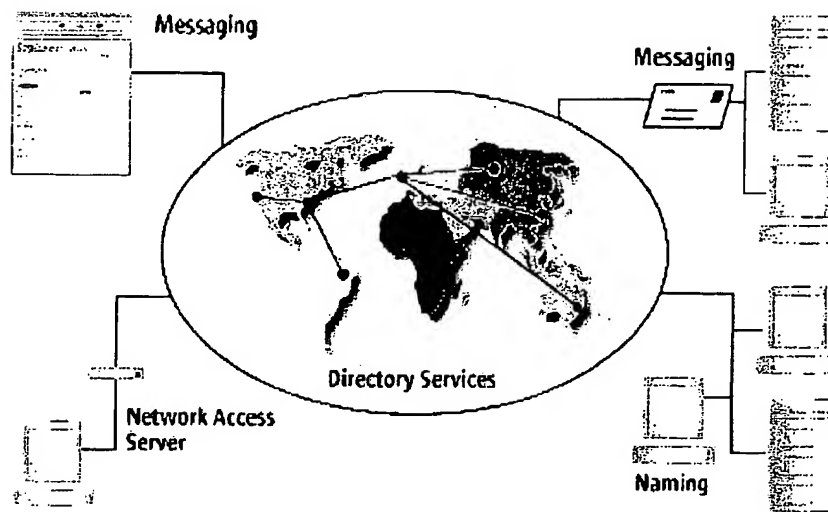 Messaging
Messaging
Directory Services
Network Access
Server
Naming